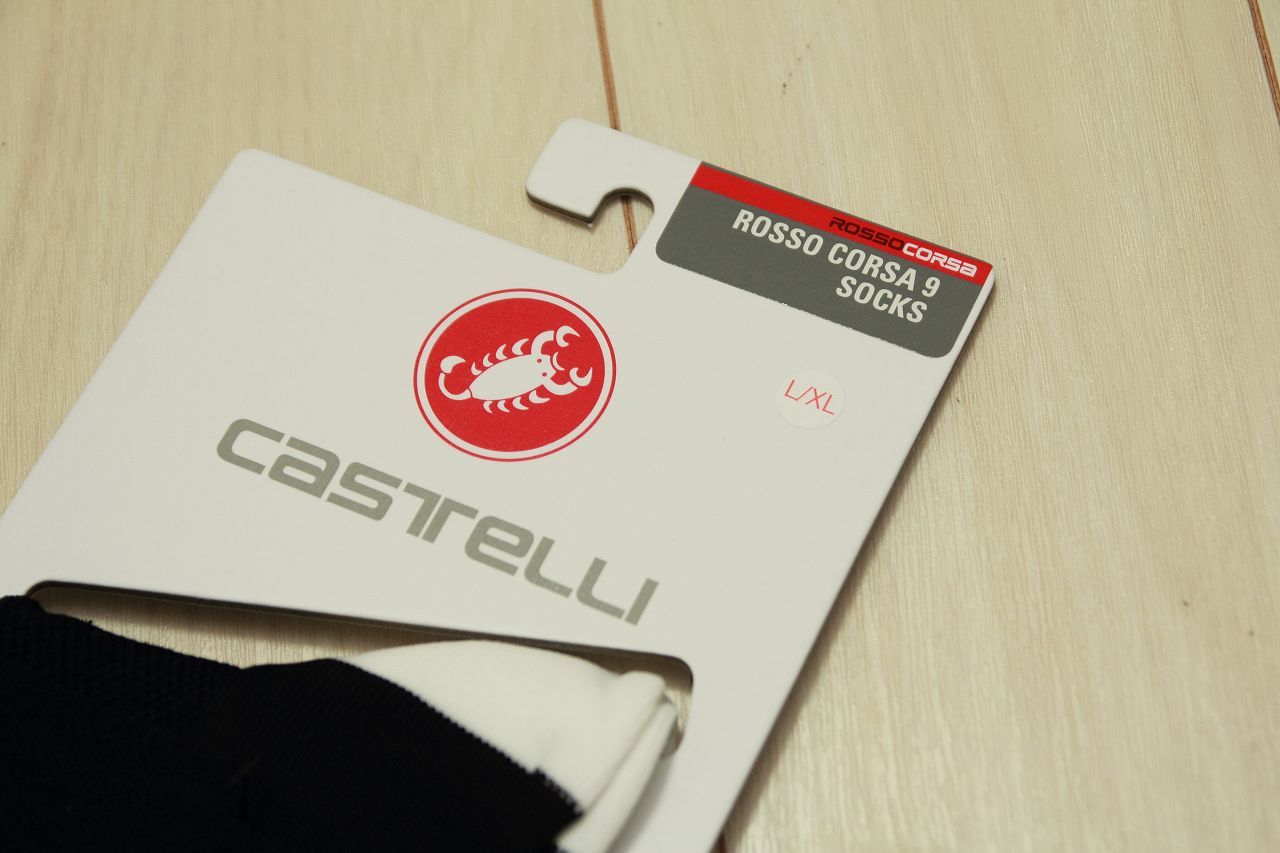 ROSSOCORSA
ROSSO CORSA 9
SOCKS
L/XL
CASTELLI